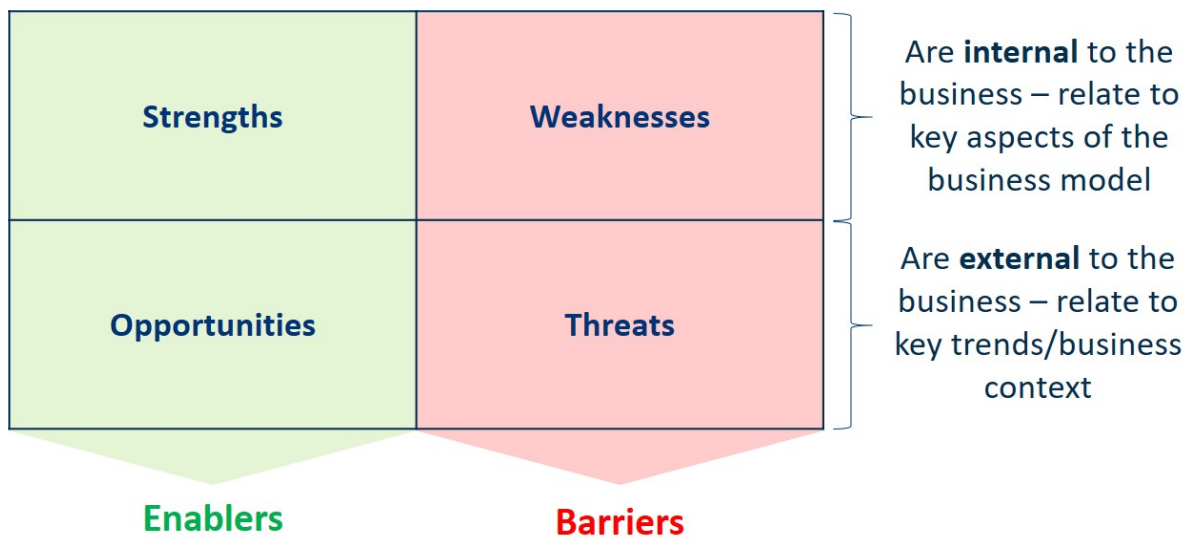 Strengths
Weaknesses
Are internal to the
business – relate to
key aspects of the
business model
Opportunities
Threats
Are external to the
business – relate to
key trends/business
context
Enablers
Barriers